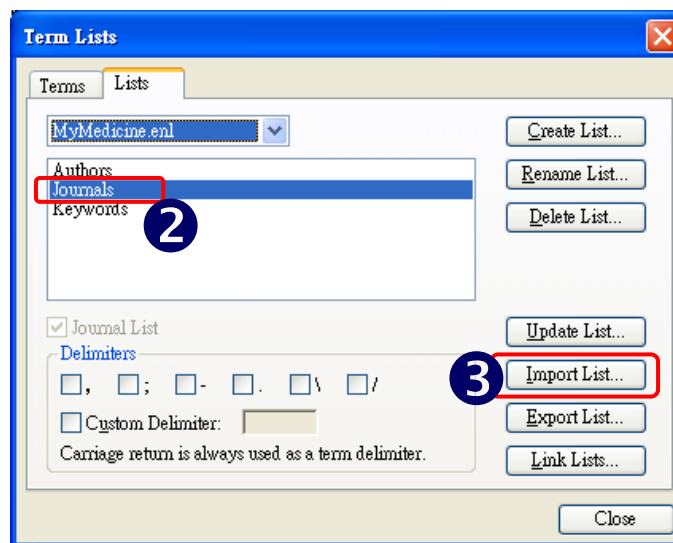 Term Lists
Terms Lists
MyMedicine.enl
Create List...
Authors
Journals
Keywords
2
Rename List...
Delete List...
Journal List
Update List...
Delimiters
, ; - . \ /
3
Import List...
Custom Delimiter:
Export List...
Carriage return is always used as a term delimiter.
Link Lists...
Close